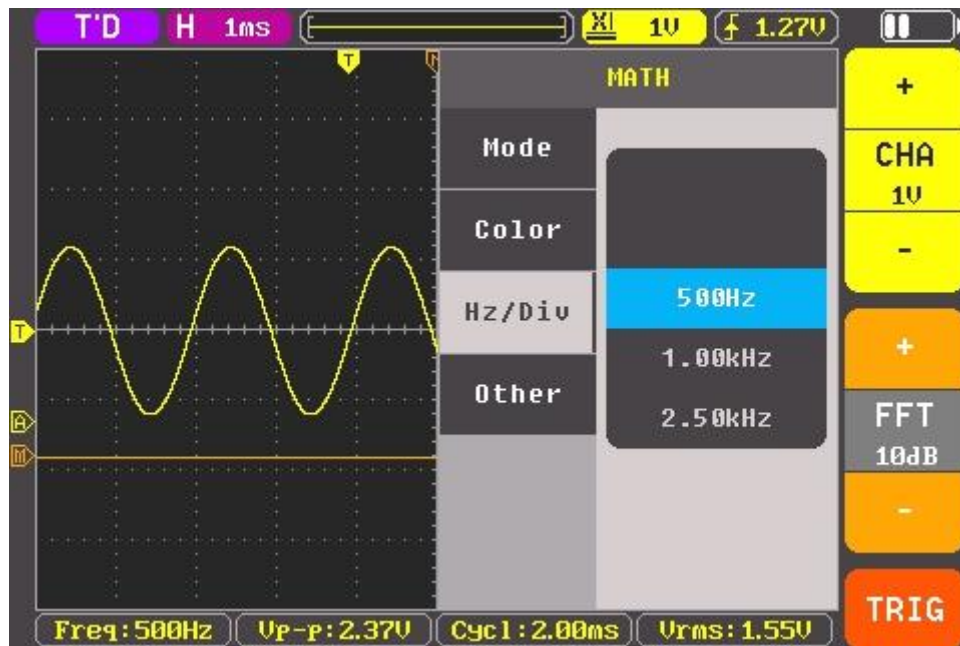 T'D H 1ms X1 1V 1.27V
T
MATH
+
Mode
CHA
1V
Color
-
500Hz
Hz/Div
T
+
1.00kHz
Other
FFT
2.50kHz
A
10dB
M
-
TRIG
Freq:500Hz Vp-p:2.37V Cycl:2.00ms Vrms:1.55V